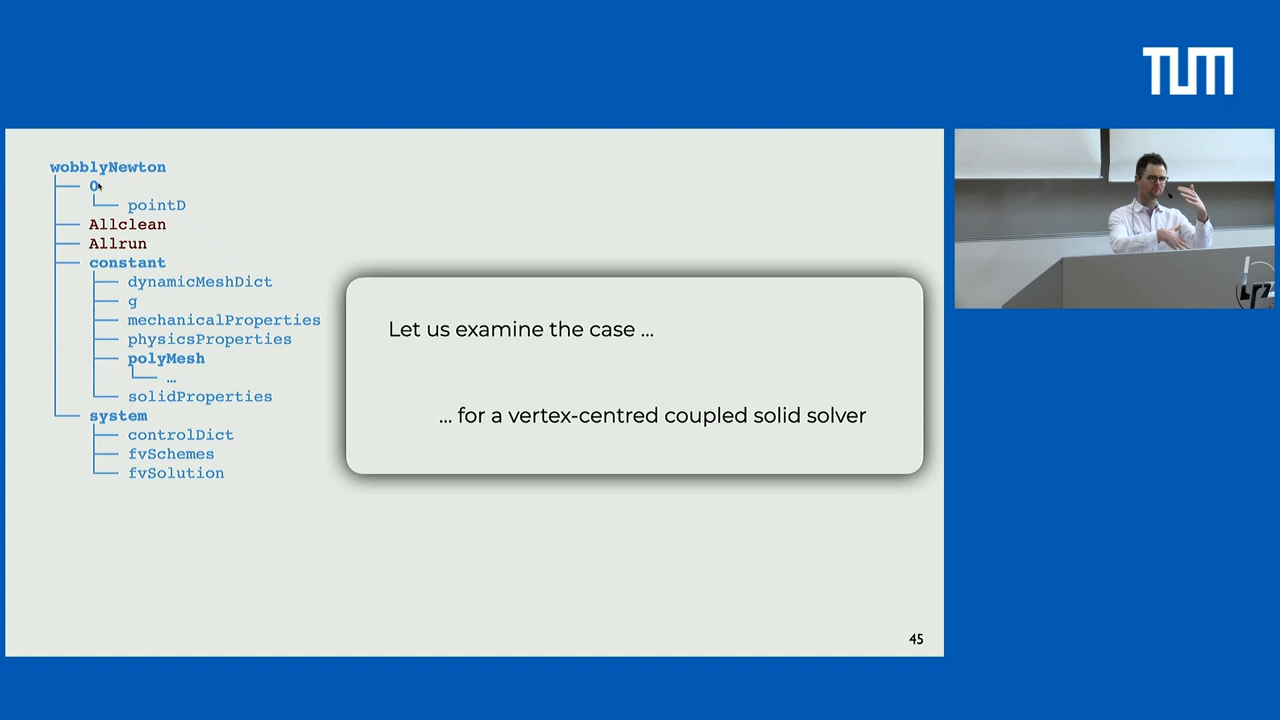 TUM
wobblyNewton
0
pointD
Allclean
Allrun
constant
dynamicMeshDict
g
mechanicalProperties
physicsProperties
polyMesh
…
solidProperties
system
controlDict
fvSchemes
fvSolution
Let us examine the case ...
... for a vertex-centred coupled solid solver
45